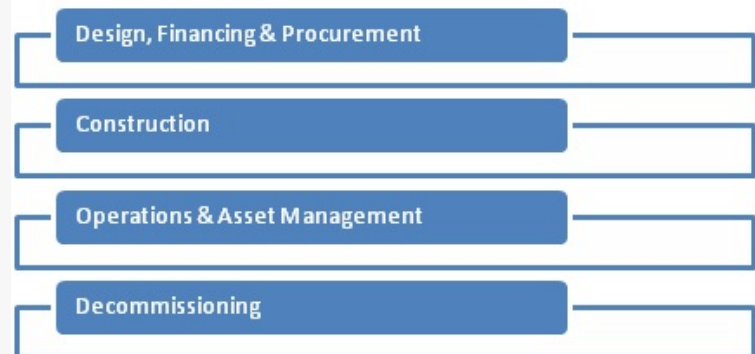 Design, Financing & Procurement
Construction
Operations & Asset Management
Decommissioning